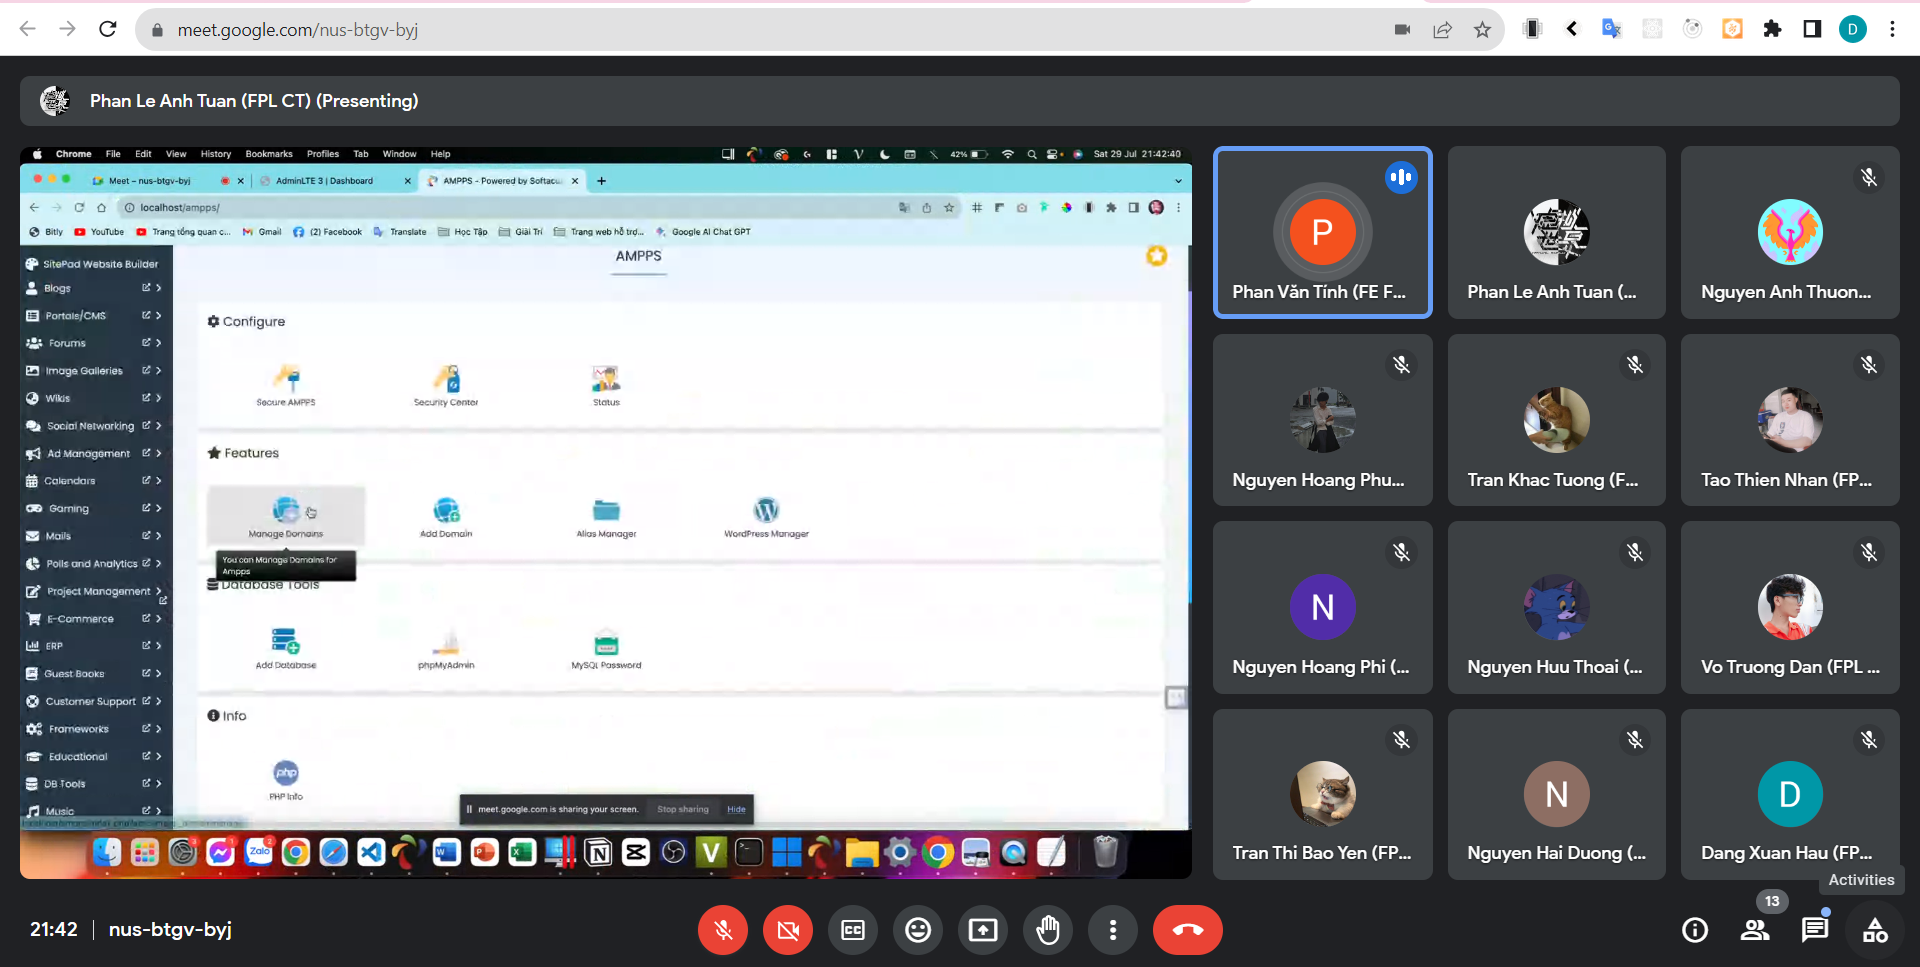 meet.google.com/nus-btgv-byj
D
Phan Le Anh Tuan (FPL CT) (Presenting)
Chrome File Edit View History Bookmarks Profiles Tab Window Help
42% Sat 29 Jul 21:42:40
Meet – nus-btgv-byj
AdminLTE 3 | Dashboard
AMPPS - Powered by Softacu
localhost/ampps/
Bitly YouTube Trang tổng quan c... Gmail (2) Facebook Translate Học Tập Giải Trí Trang web hỗ trợ... Google AI Chat GPT
SitePad Website Builder
Blogs
Portals/CMS
Forums
Image Galleries
Wikis
Social Networking
Ad Management
Calendars
Gaming
Mails
Polls and Analytics
Project Management
E-Commerce
ERP
Guest Books
Customer Support
Frameworks
Educational
DB Tools
Music
AMPPS
Configure
Secure AMPPS
Security Center
Status
Features
Manage Domains
Add Domain
Alias Manager
WordPress Manager
You can Manage Domains for
Ampps
Database Tools
Add Database
phpMyAdmin
MySQL Password
Info
php
PHP Info
meet.google.com is sharing your screen. Stop sharing Hide
Zalo
P
Phan Văn Tính (FE F...
Phan Le Anh Tuan (...
Nguyen Anh Thuon...
Nguyen Hoang Phu...
Tran Khac Tuong (F...
Tao Thien Nhan (FP...
N
Nguyen Hoang Phi (...
Nguyen Huu Thoai (...
Vo Truong Dan (FPL ...
Tran Thi Bao Yen (FP...
N
Nguyen Hai Duong (...
D
Dang Xuan Hau (FP...
Activities
21:42 | nus-btgv-byj
CC
13